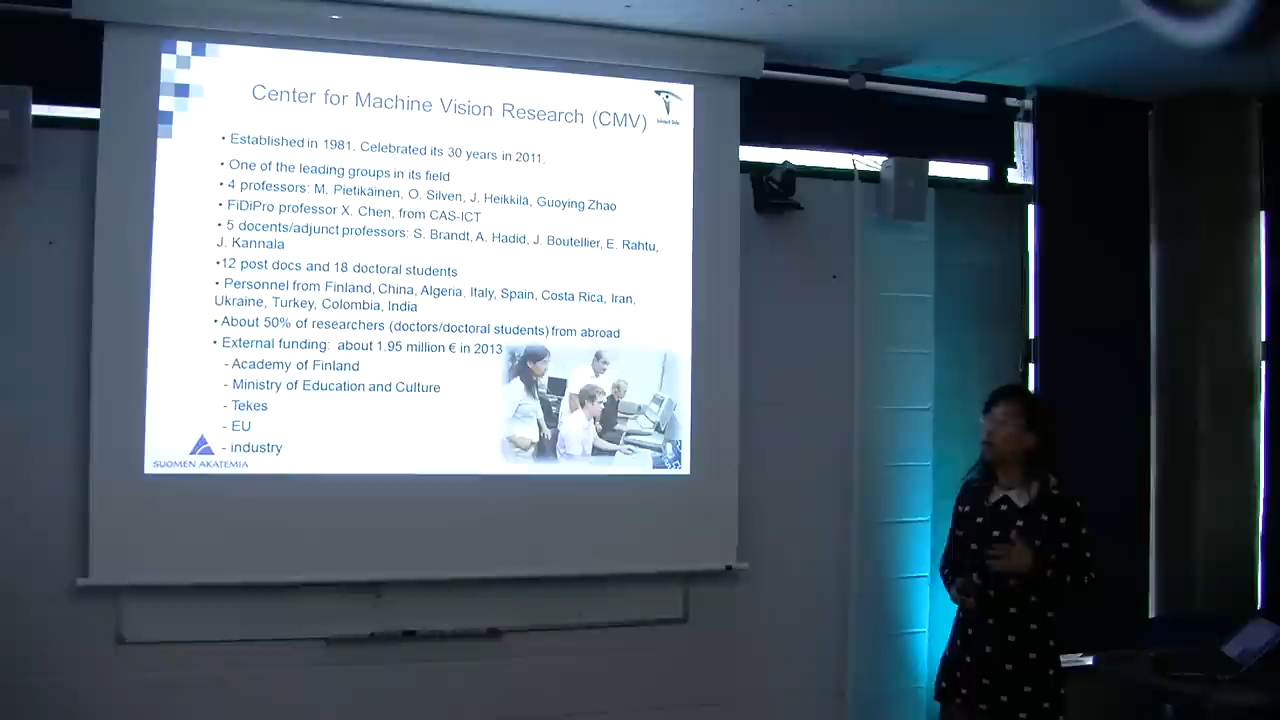 Center for Machine Vision Research (CMV)
• Established in 1981. Celebrated its 30 years in 2011.
• One of the leading groups in its field
• 4 professors: M. Pietikäinen, O. Silven, J. Heikkilä, Guoying Zhao
• FiDiPro professor X. Chen, from CAS-ICT
• 5 docents/adjunct professors: S. Brandt, A. Hadid, J. Boutellier, E. Rahtu,
J. Kannala
•12 post docs and 18 doctoral students
• Personnel from Finland, China, Algeria, Italy, Spain, Costa Rica, Iran,
Ukraine, Turkey, Colombia, India
• About 50% of researchers (doctors/doctoral students) from abroad
• External funding: about 1.95 million € in 2013
- Academy of Finland
- Ministry of Education and Culture
- Tekes
- EU
- industry
SUOMEN AKATEMIA